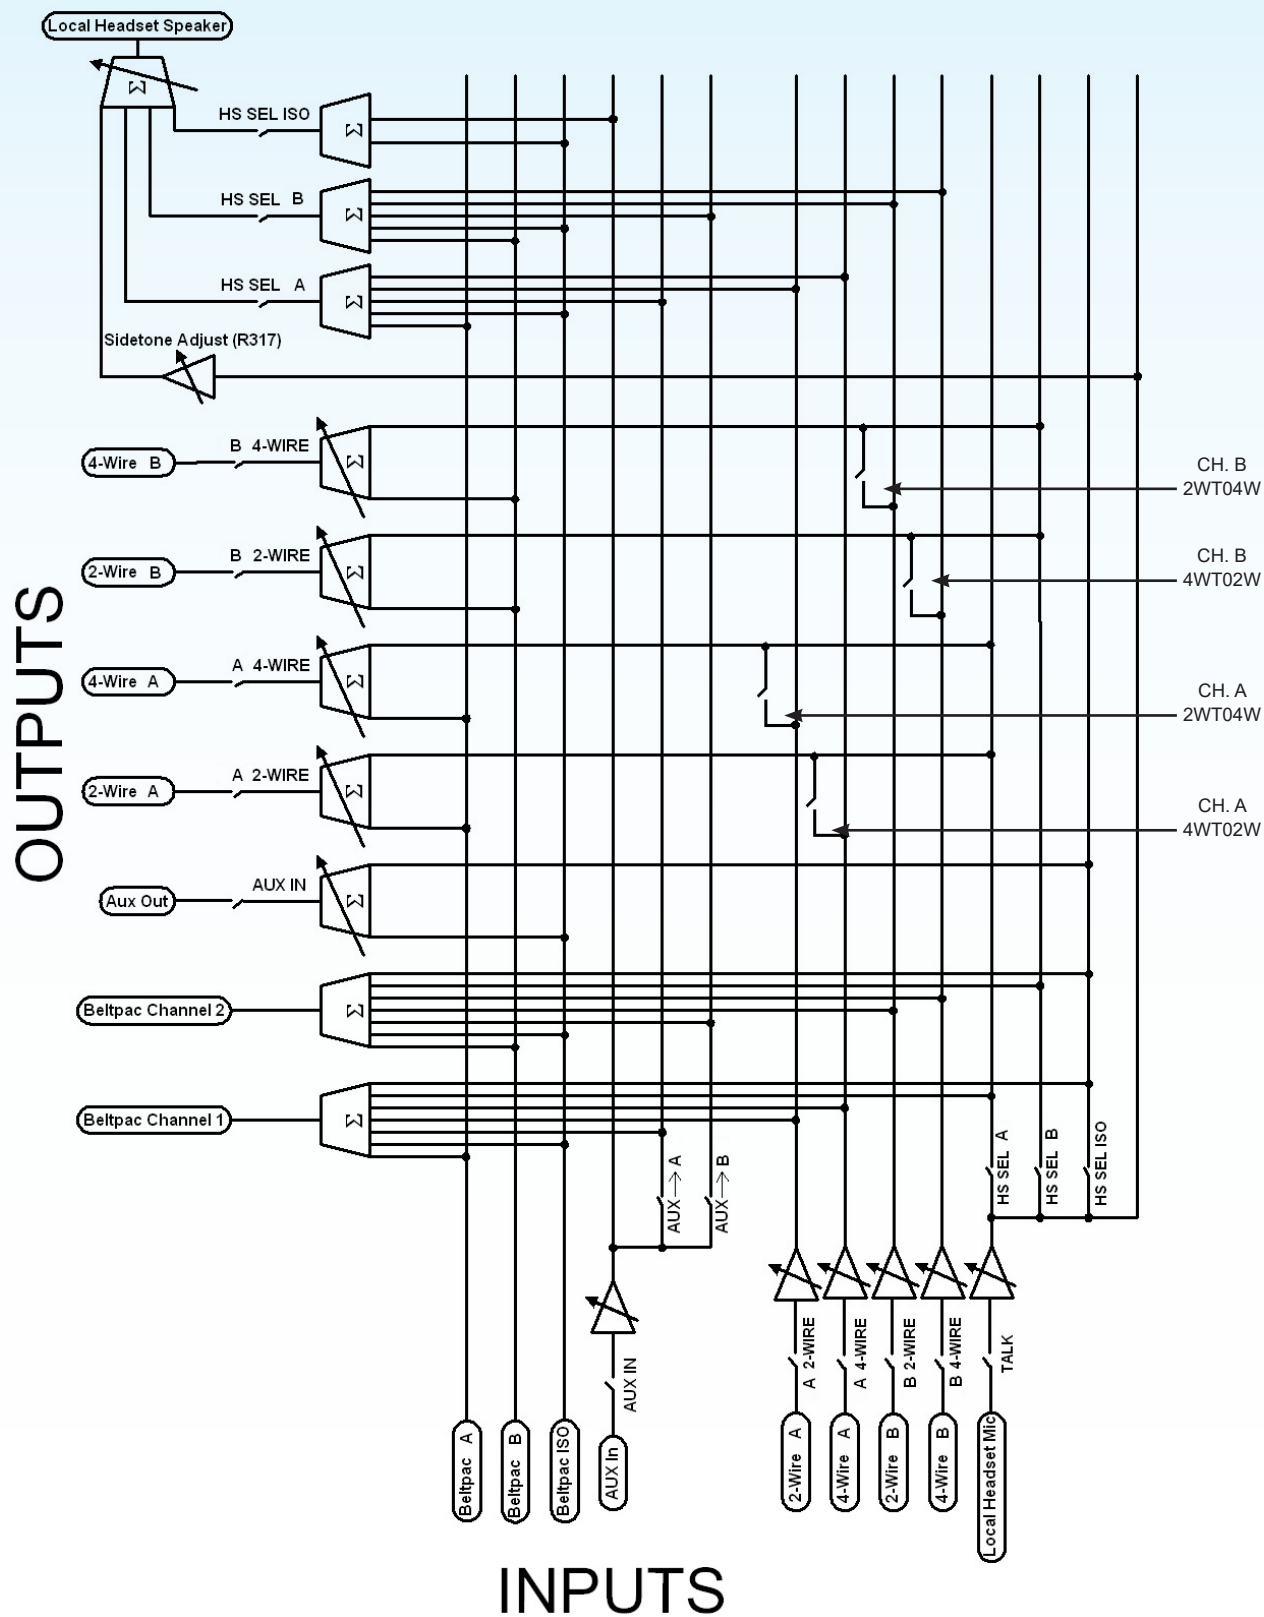 Local Headset Speaker
Σ
HS SEL ISO
Σ
HS SEL B
Σ
HS SEL A
Σ
Sidetone Adjust (R317)
4-Wire B
B 4-WIRE
Σ
CH. B
2WT04W
2-Wire B
B 2-WIRE
Σ
CH. B
4WT02W
OUTPUTS
4-Wire A
A 4-WIRE
Σ
CH. A
2WT04W
2-Wire A
A 2-WIRE
Σ
CH. A
4WT02W
Aux Out
AUX IN
Σ
Beltpac Channel 2
Σ
Beltpac Channel 1
Σ
AUX→A
AUX→B
HS SEL A
HS SEL B
HS SEL ISO
AUX IN
A 2-WIRE
A 4-WIRE
B 2-WIRE
B 4-WIRE
TALK
Beltpac A
Beltpac B
Beltpac ISO
AUX In
2-Wire A
4-Wire A
2-Wire B
4-Wire B
Local Headset Mic
INPUTS